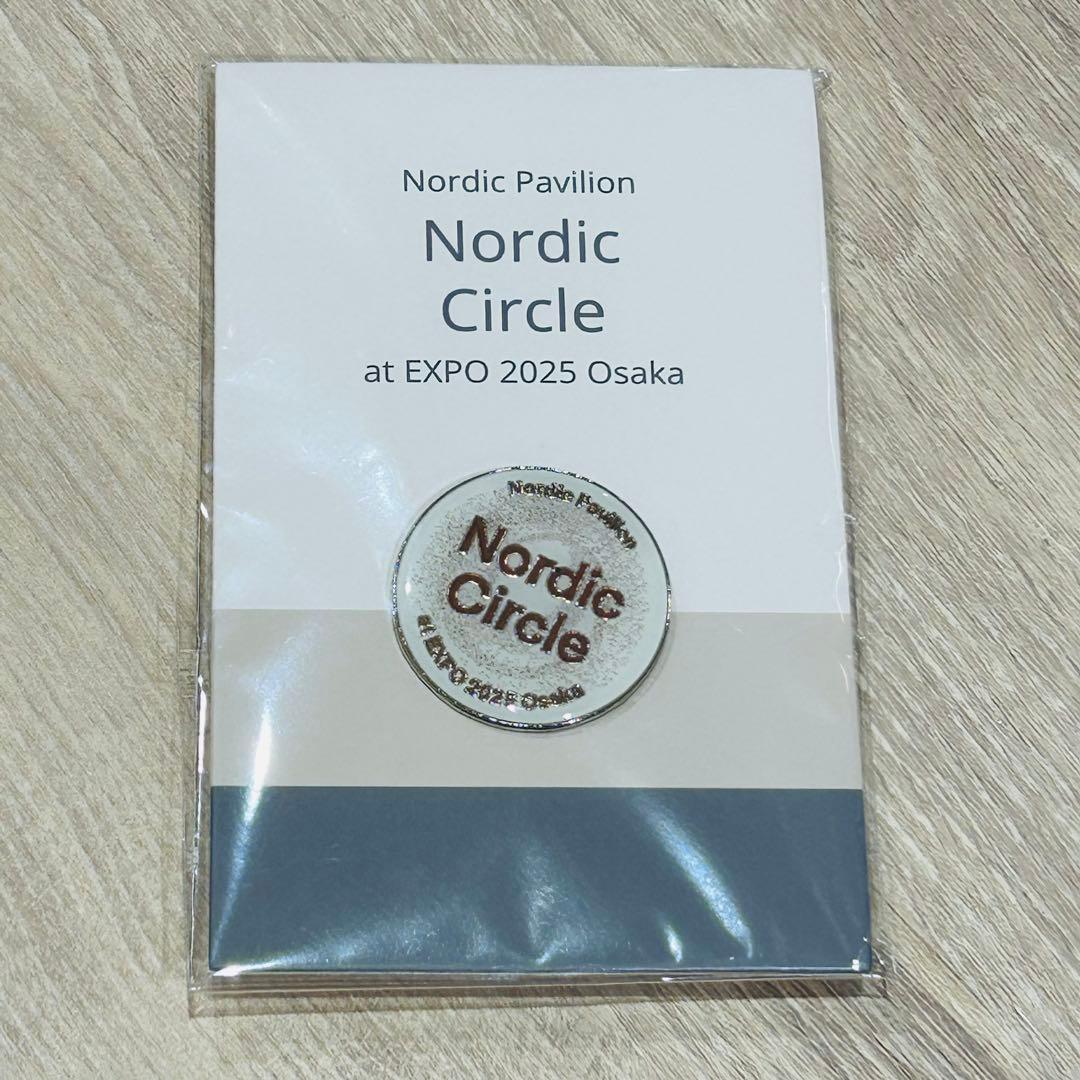 Nordic Pavilion
Nordic
Circle
at EXPO 2025 Osaka
Nordic Pavilion
Nordic
Circle
at EXPO 2025 Osaka